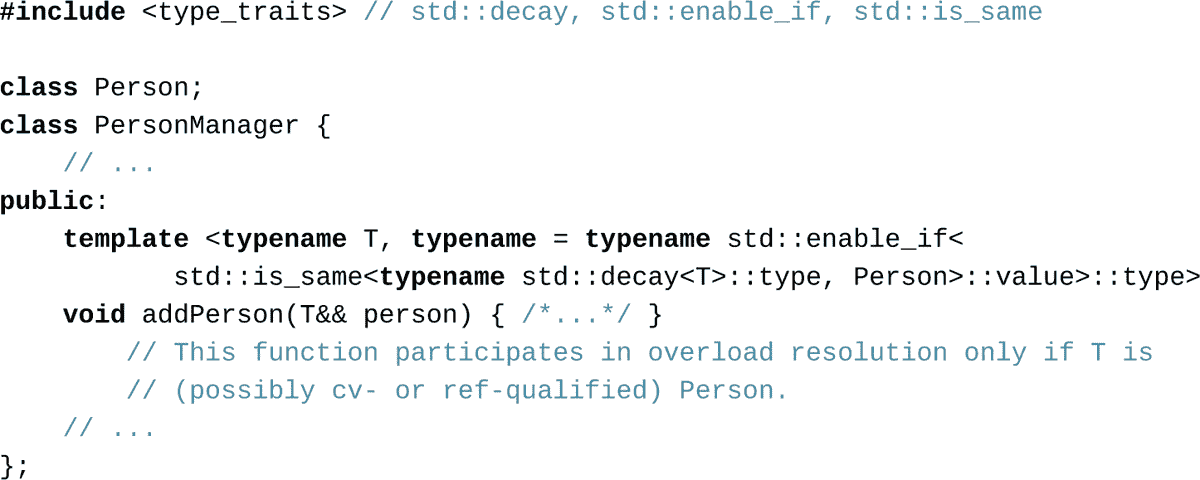 #include <type_traits> // std::decay, std::enable_if, std::is_same
class Person;
class PersonManager {
// ...
public:
template <typename T, typename = typename std::enable_if<
std::is_same<typename std::decay<T>::type, Person>::value>::type>
void addPerson(T&& person) { /*...*/ }
// This function participates in overload resolution only if T is
// (possibly cv- or ref-qualified) Person.
// ...
};